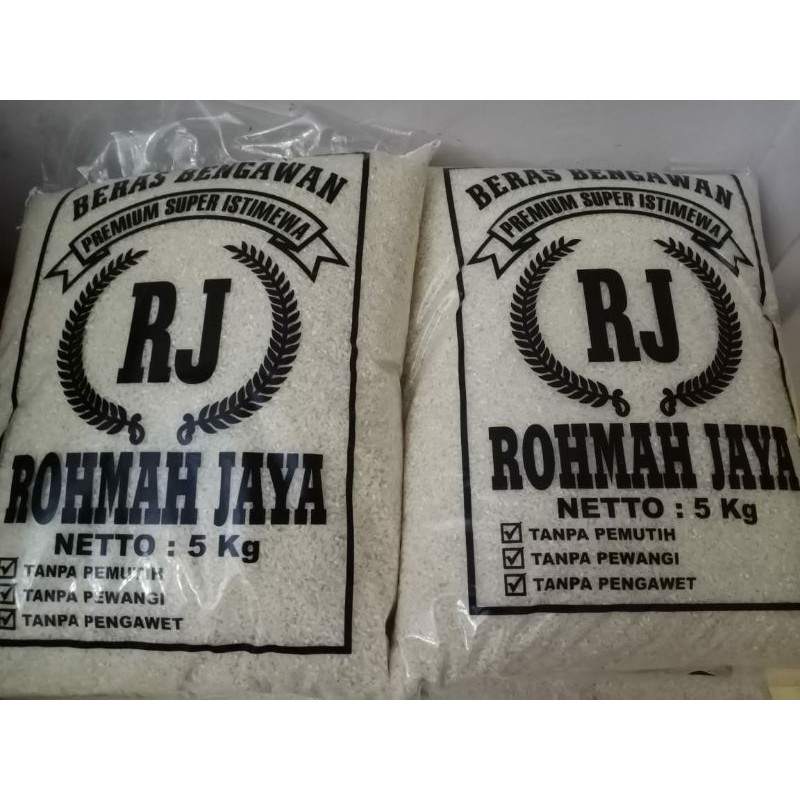 BERAS BENGAWAN
PREMIUM SUPER ISTIMEWA
RJ
ROHMAH JAYA
NETTO : 5 Kg
TANPA PEMUTIH
TANPA PEWANGI
TANPA PENGAWET
BERAS BENGAWAN
PREMIUM SUPER ISTIMEWA
RJ
ROHMAH JAYA
NETTO : 5 Kg
TANPA PEMUTIH
TANPA PEWANGI
TANPA PENGAWET